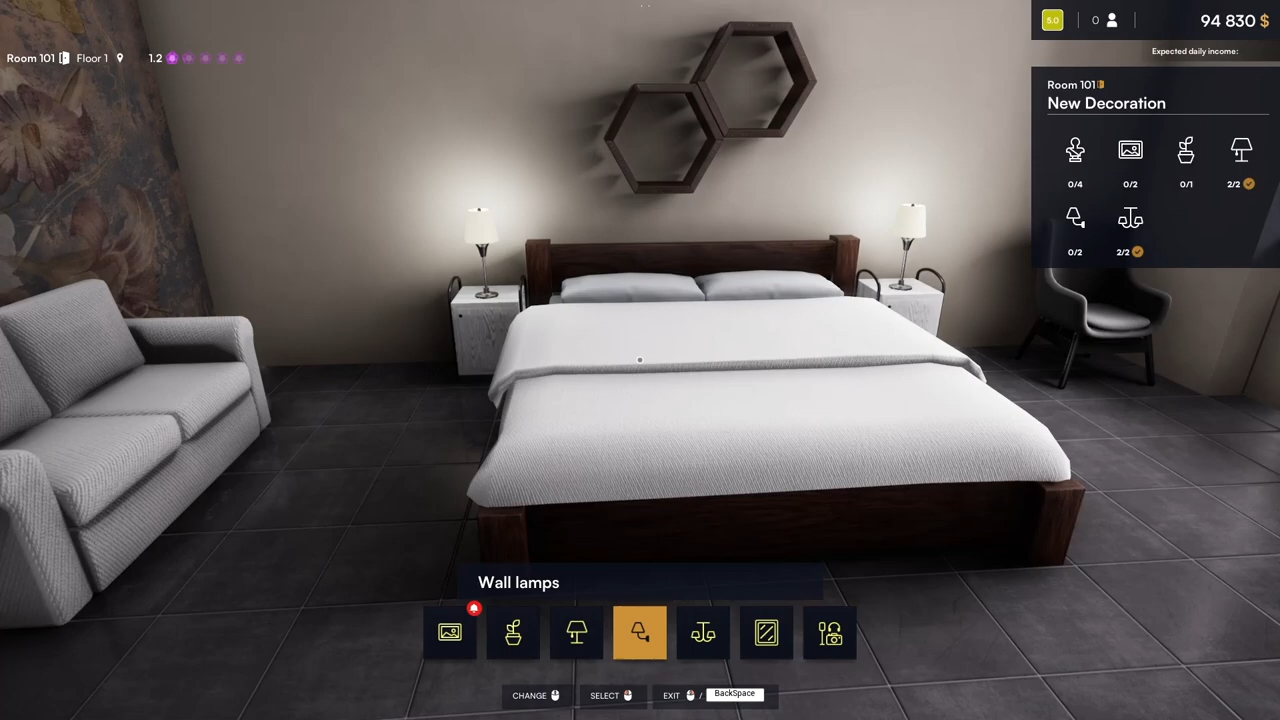 Room 101 Floor 1 1.2
5.0 0 94 830 $
Expected daily income:
Room 101
New Decoration
0/4 0/2 0/1 2/2
0/2 2/2
Wall lamps
CHANGE SELECT EXIT / BackSpace